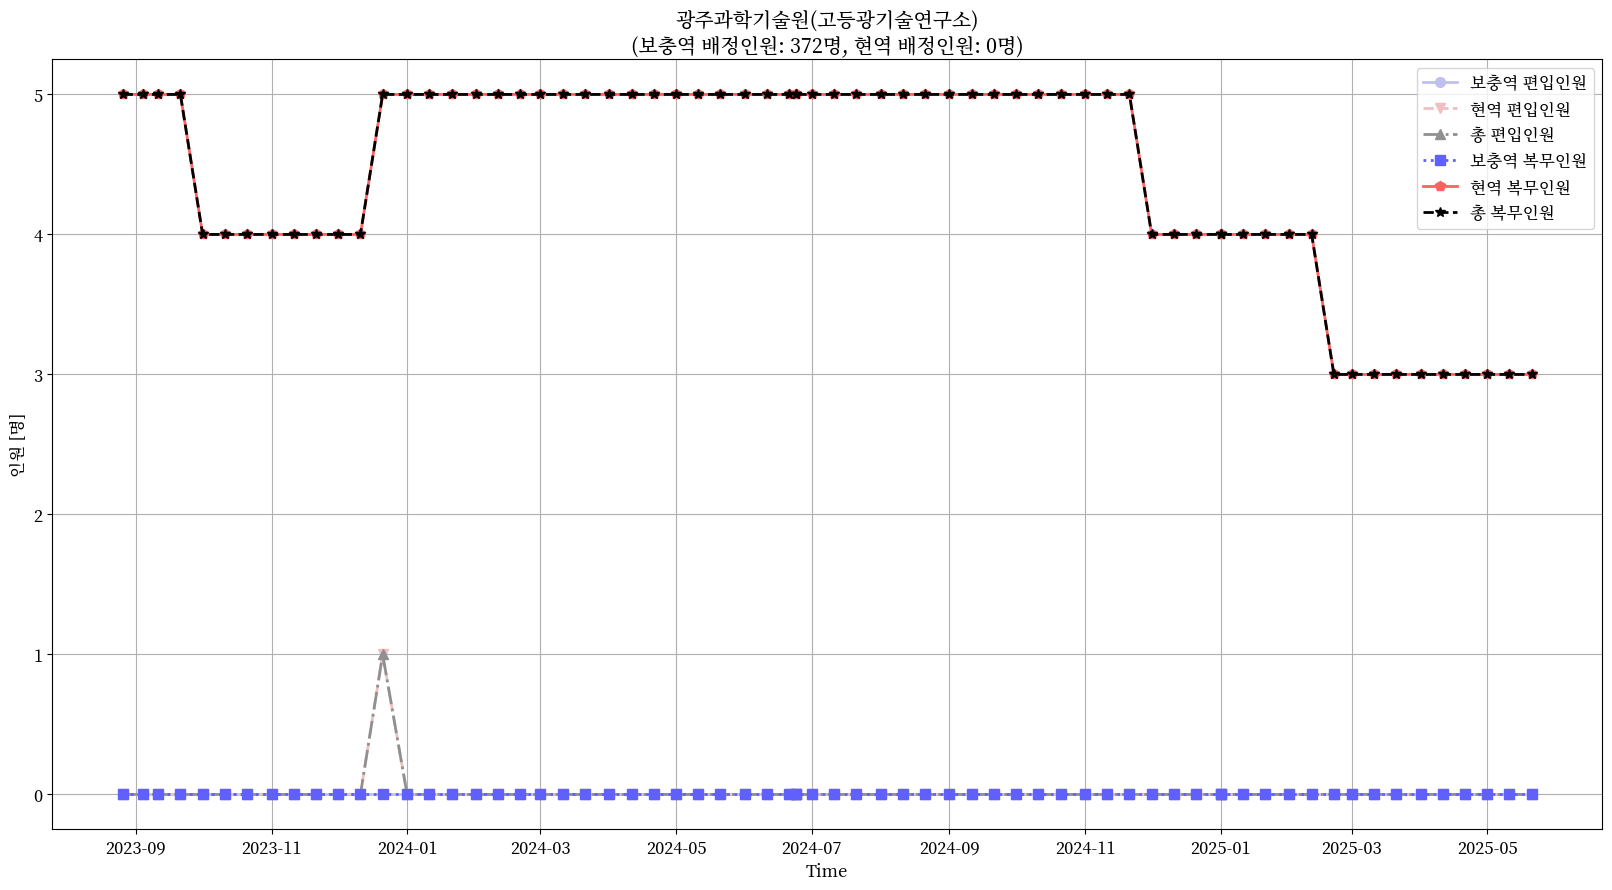 광주과학기술원(고등광기술연구소)
(보충역 배정인원: 372명, 현역 배정인원: 0명)
보충역 편입인원
현역 편입인원
총 편입인원
보충역 복무인원
현역 복무인원
총 복무인원
인원 [명]
5
4
3
2
1
0
2023-09
2023-11
2024-01
2024-03
2024-05
2024-07
2024-09
2024-11
2025-01
2025-03
2025-05
Time